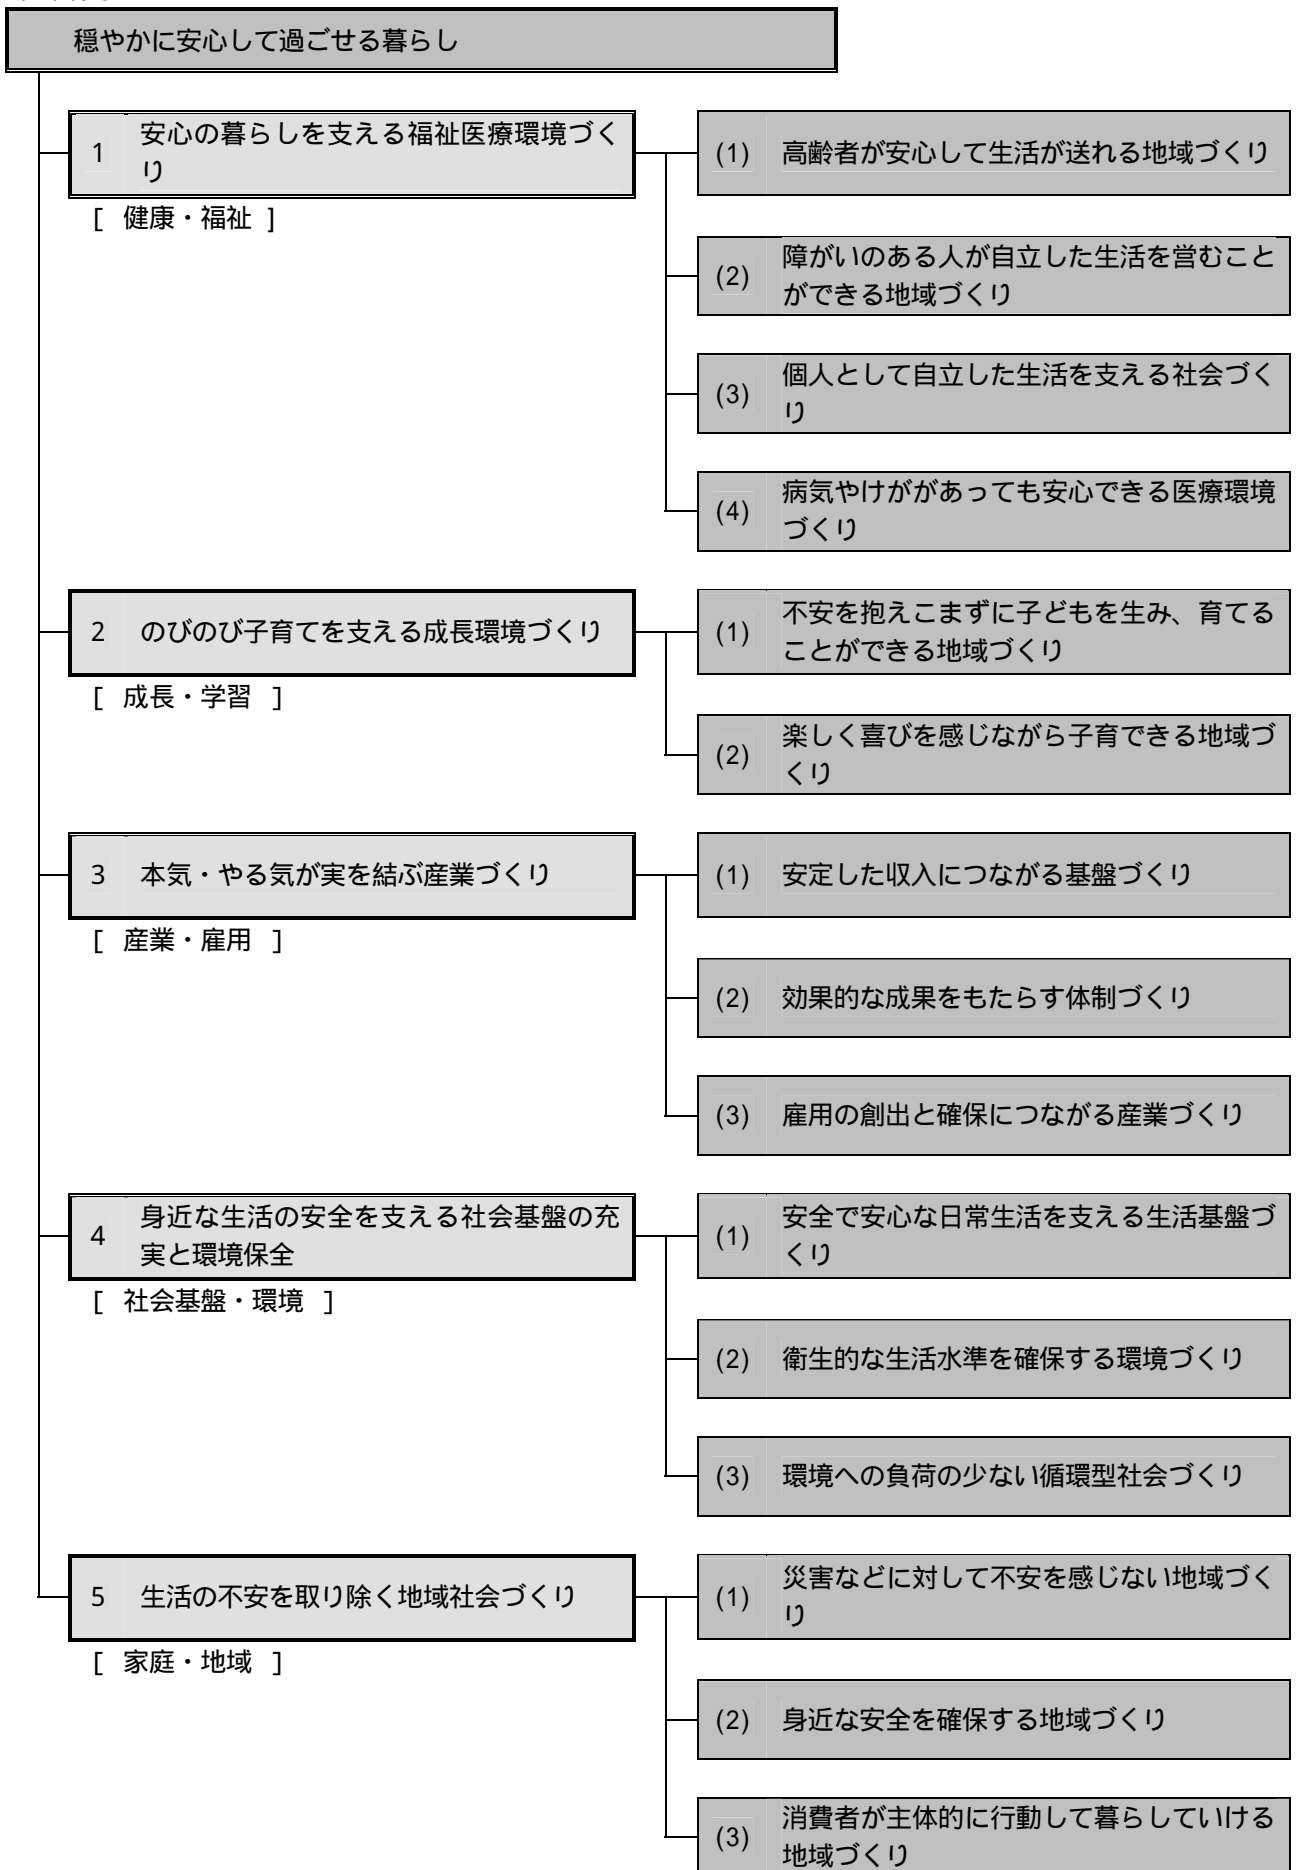 穏やかに安心して過ごせる暮らし
1 安心の暮らしを支える福祉医療環境づく
り
[ 健康・福祉 ]
(1) 高齢者が安心して生活が送れる地域づくり
(2) 障がいのある人が自立した生活を営むこと
ができる地域づくり
(3) 個人として自立した生活を支える社会づく
り
(4) 病気やけががあっても安心できる医療環境
づくり
2 のびのび子育てを支える成長環境づくり
[ 成長・学習 ]
(1) 不安を抱えこまずに子どもを生み、育てる
ことができる地域づくり
(2) 楽しく喜びを感じながら子育できる地域づ
くり
3 本気・やる気が実を結ぶ産業づくり
[ 産業・雇用 ]
(1) 安定した収入につながる基盤づくり
(2) 効果的な成果をもたらす体制づくり
(3) 雇用の創出と確保につながる産業づくり
4 身近な生活の安全を支える社会基盤の充
実と環境保全
[ 社会基盤・環境 ]
(1) 安全で安心な日常生活を支える生活基盤づ
くり
(2) 衛生的な生活水準を確保する環境づくり
(3) 環境への負荷の少ない循環型社会づくり
5 生活の不安を取り除く地域社会づくり
[ 家庭・地域 ]
(1) 災害などに対して不安を感じない地域づく
り
(2) 身近な安全を確保する地域づくり
(3) 消費者が主体的に行動して暮らしていける
地域づくり